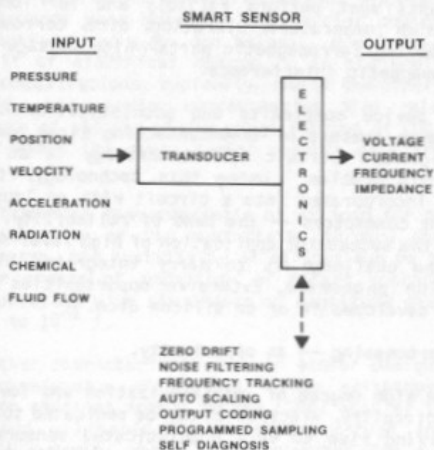 SMART SENSOR
INPUT
OUTPUT
PRESSURE
TEMPERATURE
POSITION
VELOCITY
ACCELERATION
RADIATION
CHEMICAL
FLUID FLOW
TRANSDUCER
ELECTRONICS
VOLTAGE
CURRENT
FREQUENCY
IMPEDANCE
ZERO DRIFT
NOISE FILTERING
FREQUENCY TRACKING
AUTO SCALING
OUTPUT CODING
PROGRAMMED SAMPLING
SELF DIAGNOSIS